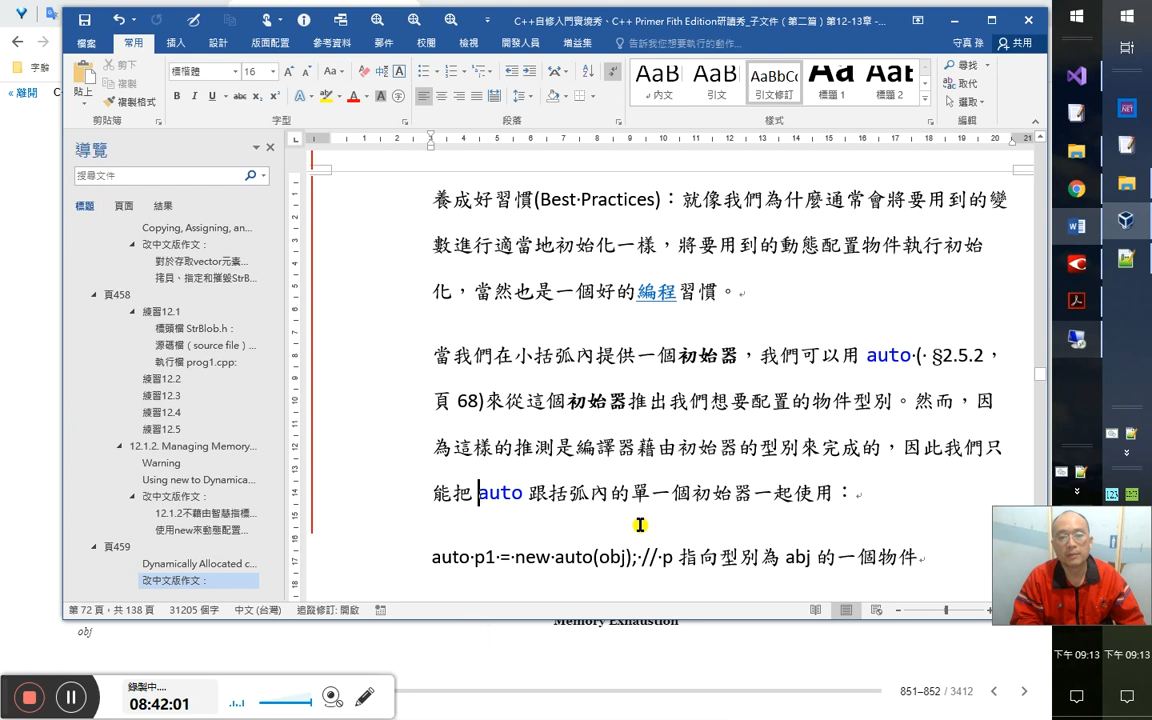 C++自修入門實境秀、C++ Primer Fith Edition研讀秀_子文件（第二篇）第12-13章 -...
檔案 常用 插入 設計 版面配置 參考資料 郵件 校閱 檢視 開發人員 增益集 告訴我您想要執行的動作... 守真 孫 共用
字齡
«離開
貼上
剪下
複製
複製格式
楷書體 16
剪貼簿 字型 段落 樣式 編輯
AaB AaB AaBbCc Aa Aat
內文 引文 引文修訂 標題 1 標題 2
尋找
取代
選取
導覽
搜尋文件
標題 頁面 結果
Copying, Assigning, an...
改中文版作文：
對於存取vector元素...
拷貝、指定和摧毀StrB...
頁458
練習12.1
標頭檔 StrBlob.h：
源碼檔（source file）...
執行檔 prog1.cpp:
練習12.2
練習12.3
練習12.4
練習12.5
12.1.2. Managing Memory...
Warning
Using new to Dynamica...
改中文版作文：
12.1.2不藉由智慧指標...
使用new來動態配置...
頁459
Dynamically Allocated c...
改中文版作文：
養成好習慣(Best·Practices)：就像我們為什麼通常會將要用到的變
數進行適當地初始化一樣，將要用到的動態配置物件執行初始
化，當然也是一個好的編程習慣。
當我們在小括弧內提供一個初始器，我們可以用 auto·(· §2.5.2，
頁 68)來從這個初始器推出我們想要配置的物件型別。然而，因
為這樣的推測是編譯器藉由初始器的型別來完成的，因此我們只
能把 auto 跟括弧內的單一個初始器一起使用：
auto·p1·=·new·auto(obj);·//·p 指向型別為 abj 的一個物件
第 72 頁，共 138 頁 31205 個字 中文 (台灣) 追蹤修訂: 開啟
Memory Exhaustion
obj
錄製中....
08:42:01
851–852 / 3412
下午 09:13 下午 09:13